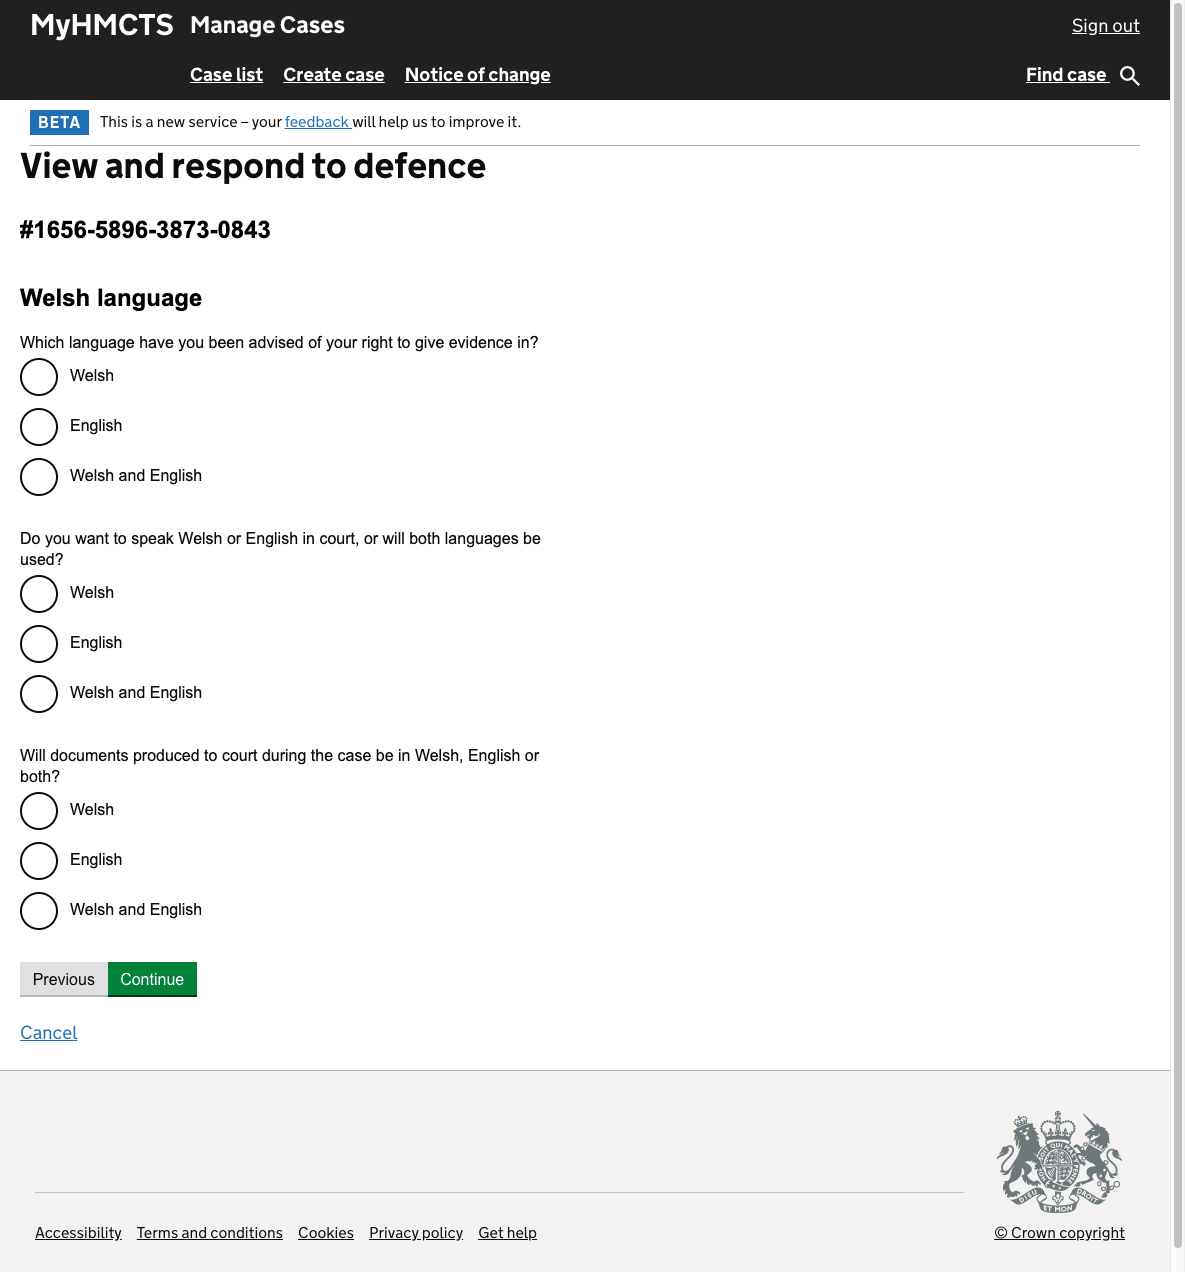 MyHMCTS Manage Cases Sign out
Case list Create case Notice of change Find case
BETA This is a new service – your feedback will help us to improve it.
View and respond to defence
#1656-5896-3873-0843
Welsh language
Which language have you been advised of your right to give evidence in?
Welsh
English
Welsh and English
Do you want to speak Welsh or English in court, or will both languages be
used?
Welsh
English
Welsh and English
Will documents produced to court during the case be in Welsh, English or
both?
Welsh
English
Welsh and English
Previous Continue
Cancel
DIEU ET MON DROIT
Accessibility Terms and conditions Cookies Privacy policy Get help © Crown copyright